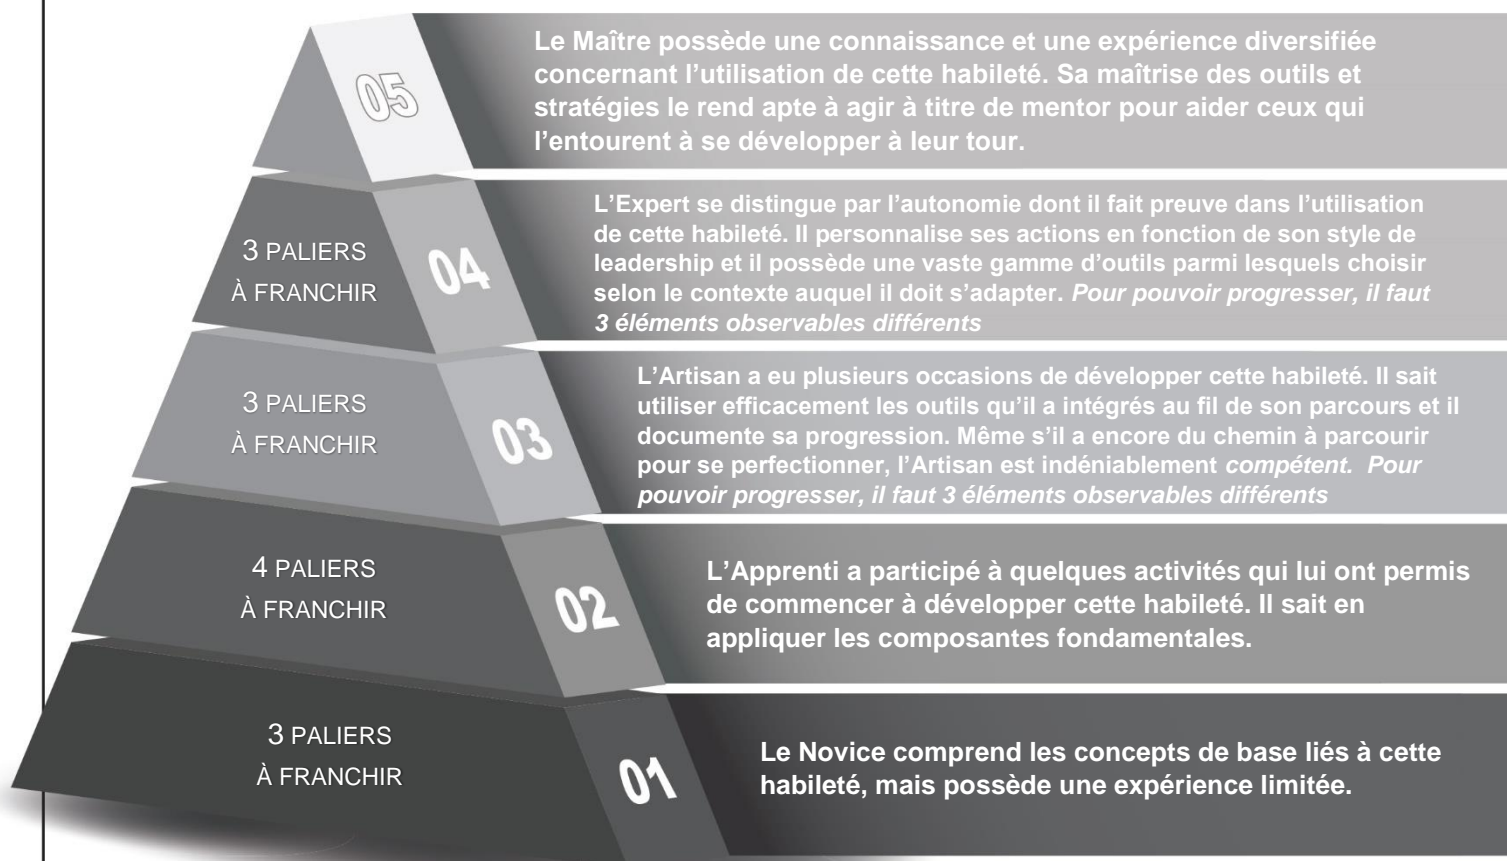 05
Le Maître possède une connaissance et une expérience diversifiée
concernant l’utilisation de cette habileté. Sa maîtrise des outils et
stratégies le rend apte à agir à titre de mentor pour aider ceux qui
l’entourent à se développer à leur tour.
3 PALIERS
À FRANCHIR
04
L’Expert se distingue par l’autonomie dont il fait preuve dans l’utilisation
de cette habileté. Il personnalise ses actions en fonction de son style de
leadership et il possède une vaste gamme d’outils parmi lesquels choisir
selon le contexte auquel il doit s’adapter. Pour pouvoir progresser, il faut
3 éléments observables différents
3 PALIERS
À FRANCHIR
03
L’Artisan a eu plusieurs occasions de développer cette habileté. Il sait
utiliser efficacement les outils qu’il a intégrés au fil de son parcours et il
documente sa progression. Même s’il a encore du chemin à parcourir
pour se perfectionner, l’Artisan est indéniablement compétent. Pour
pouvoir progresser, il faut 3 éléments observables différents
4 PALIERS
À FRANCHIR
02
L’Apprenti a participé à quelques activités qui lui ont permis
de commencer à développer cette habileté. Il sait en
appliquer les composantes fondamentales.
3 PALIERS
À FRANCHIR
01
Le Novice comprend les concepts de base liés à cette
habileté, mais possède une expérience limitée.